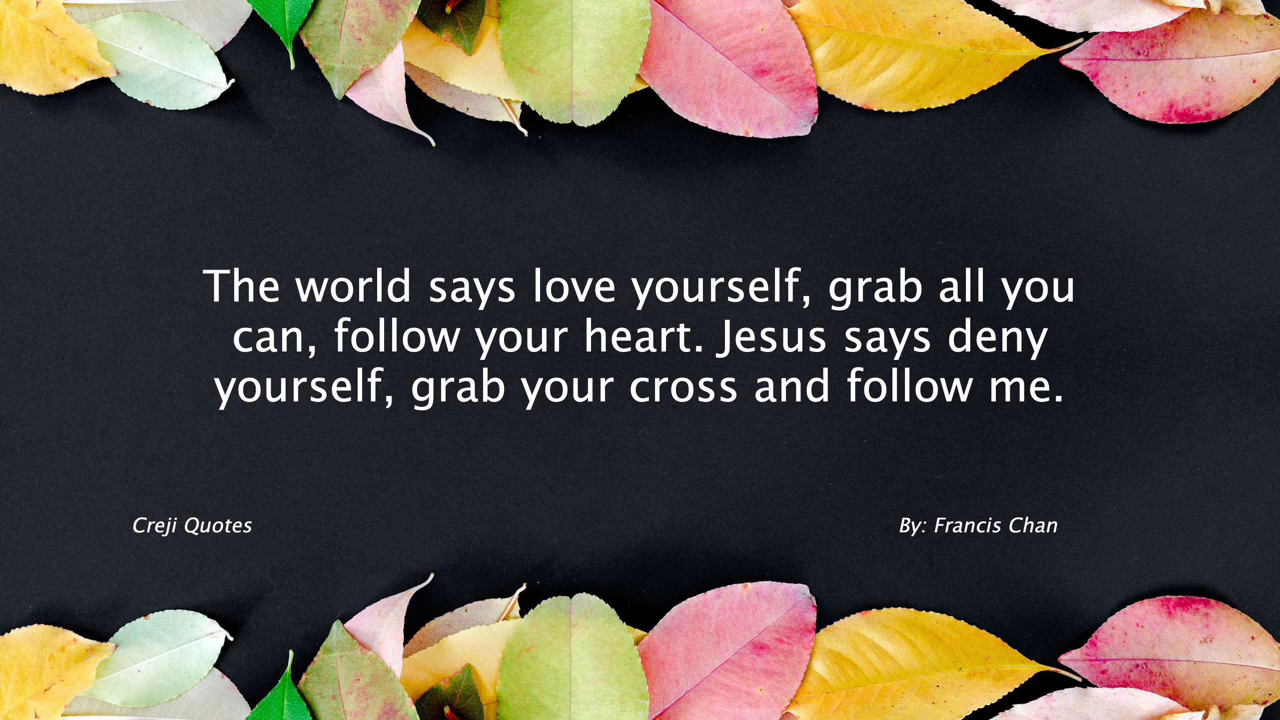 The world says love yourself, grab all you
can, follow your heart. Jesus says deny
yourself, grab your cross and follow me.
Creji Quotes
By: Francis Chan